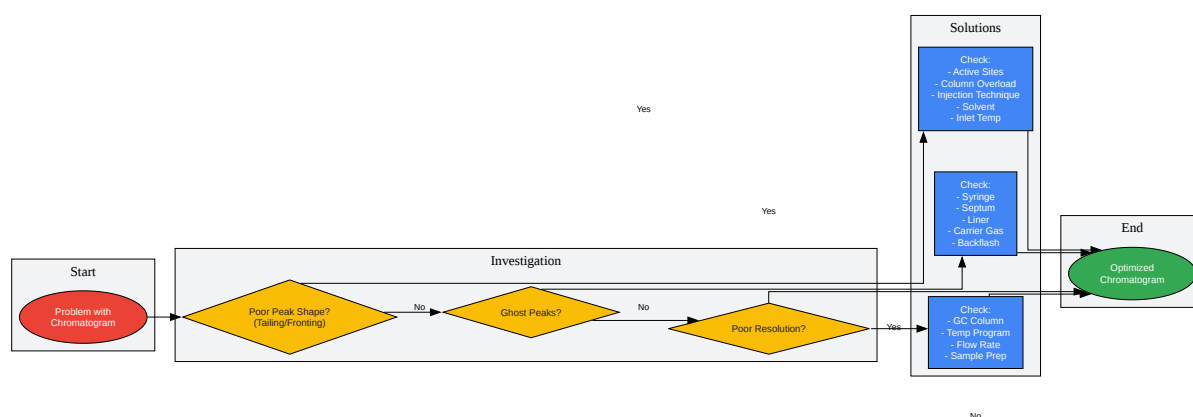 Start
Problem with
Chromatogram
Investigation
Poor Peak Shape?
(Tailing/Fronting)
No
Ghost Peaks?
No
Poor Resolution?
Yes
Yes
Yes
No
Solutions
Check:
- Active Sites
- Column Overload
- Injection Technique
- Solvent
- Inlet Temp
Check:
- Syringe
- Septum
- Liner
- Carrier Gas
- Backflash
Check:
- GC Column
- Temp Program
- Flow Rate
- Sample Prep
End
Optimized
Chromatogram